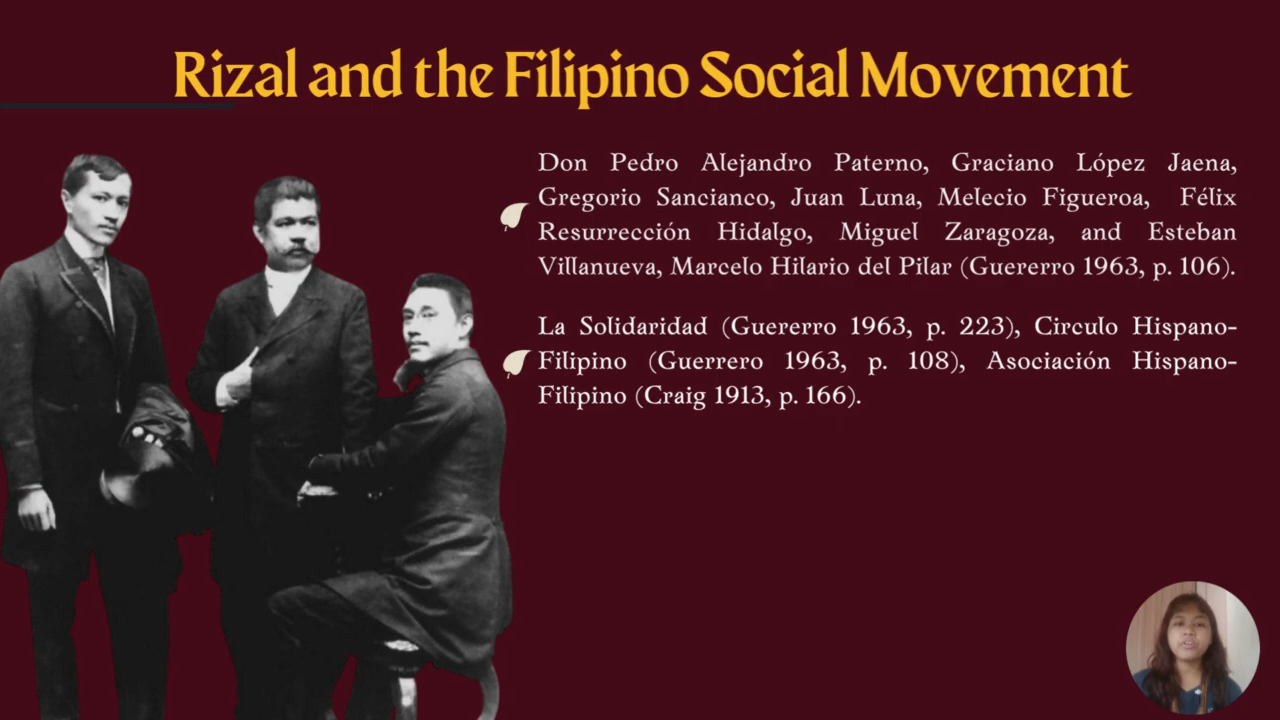 Rizal and the Filipino Social Movement
Don Pedro Alejandro Paterno, Graciano López Jaena,
Gregorio Sancianco, Juan Luna, Melecio Figueroa, Félix
Resurrección Hidalgo, Miguel Zaragoza, and Esteban
Villanueva, Marcelo Hilario del Pilar (Guererro 1963, p. 106).
La Solidaridad (Guererro 1963, p. 223), Circulo Hispano-
Filipino (Guerrero 1963, p. 108), Asociación Hispano-
Filipino (Craig 1913, p. 166).